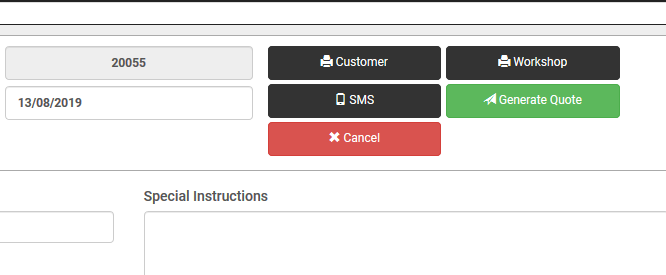 20055
Customer
Workshop
13/08/2019
SMS
Generate Quote
Cancel
Special Instructions